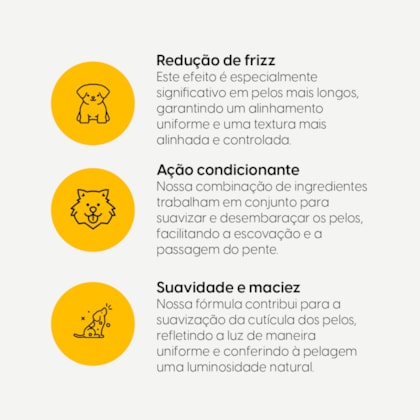 Redução de frizz
Este efeito é especialmente
significativo em pelos mais longos,
garantindo um alinhamento
uniforme e uma textura mais
alinhada e controlada.
Ação condicionante
Nossa combinação de ingredientes
trabalham em conjunto para
suavizar e desembaraçar os pelos,
facilitando a escovação e a
passagem do pente.
Suavidade e maciez
Nossa fórmula contribui para a
suavização da cutícula dos pelos,
refletindo a luz de maneira
uniforme e conferindo à pelagem
uma luminosidade natural.